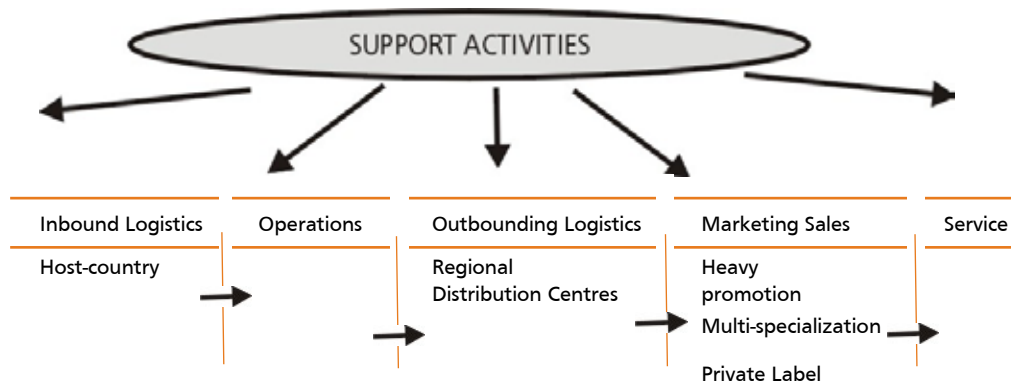 SUPPORT ACTIVITIES
Inbound Logistics
Operations
Outbounding Logistics
Marketing Sales
Service
Host-country
Regional
Distribution Centres
Heavy
promotion
Multi-specialization
Private Label